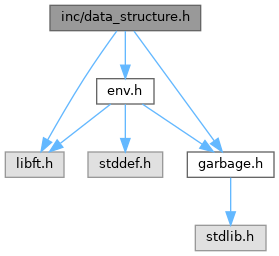 inc/data_structure.h
env.h
libft.h
stddef.h
garbage.h
stdlib.h